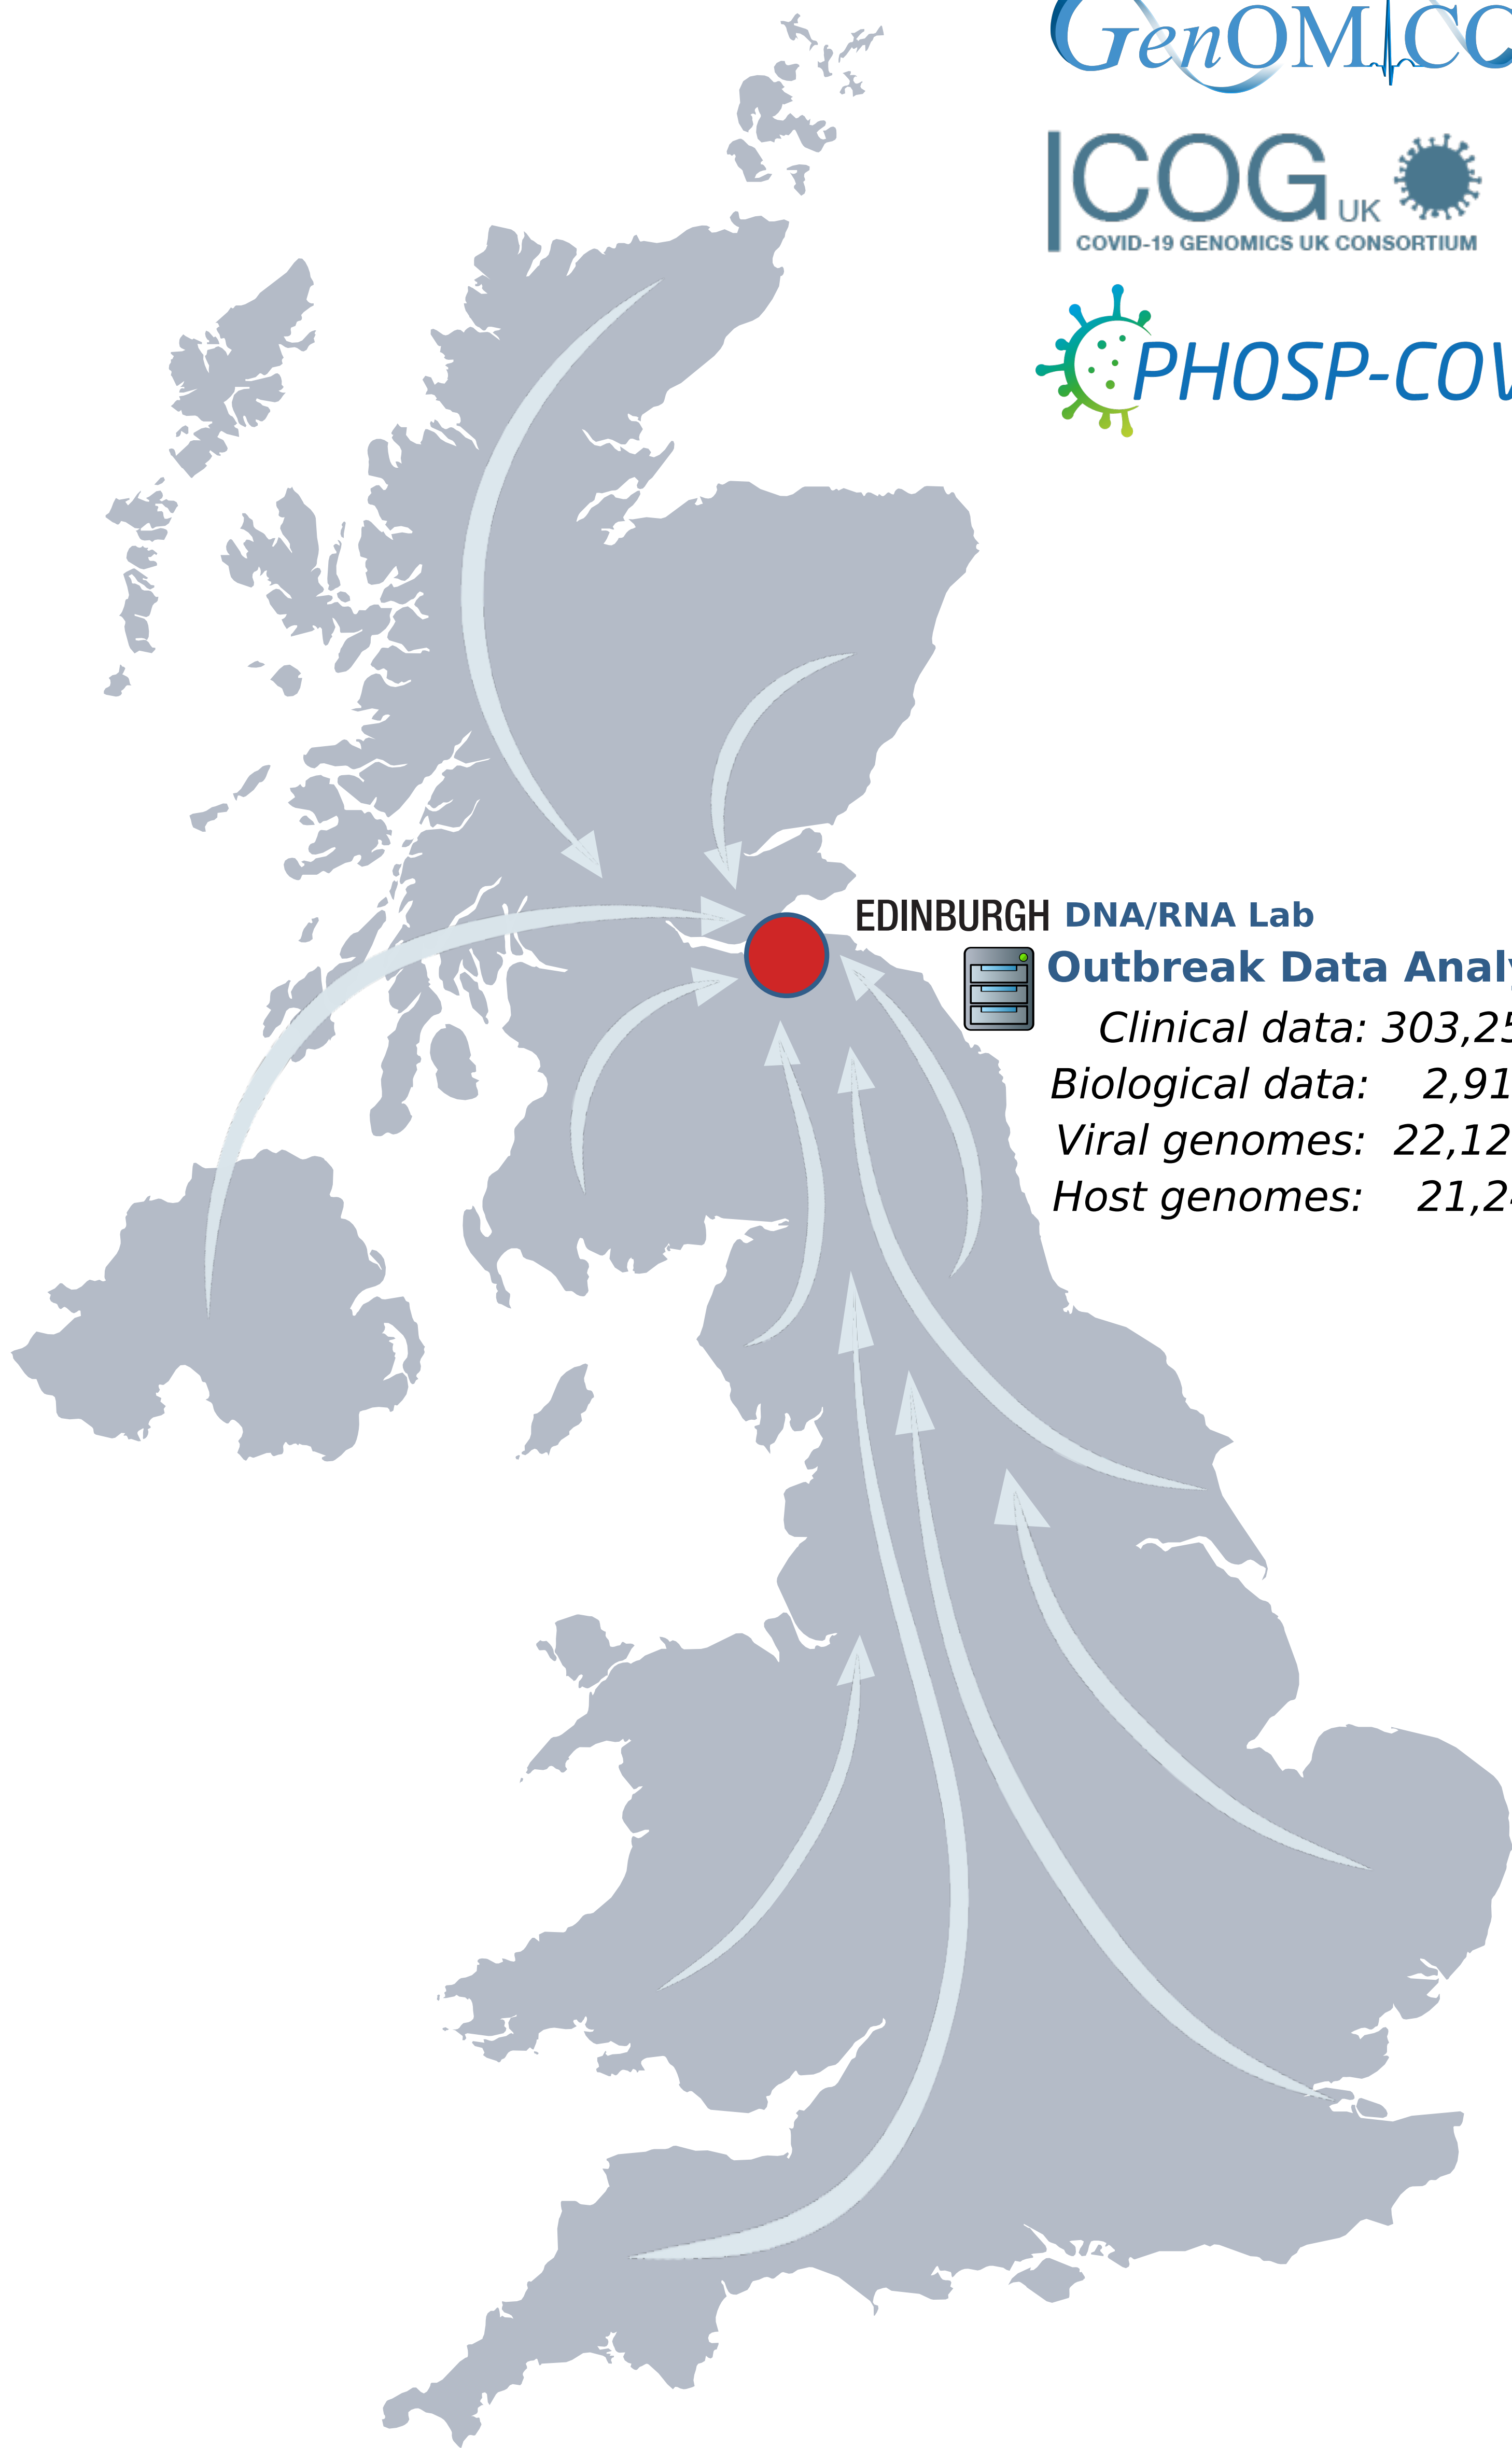 GenOMICC
COG UK
COVID-19 GENOMICS UK CONSORTIUM
PHOSP-COV
EDINBURGH DNA/RNA Lab
Outbreak Data Analy
Clinical data: 303,25
Biological data: 2,91
Viral genomes: 22,12
Host genomes: 21,2